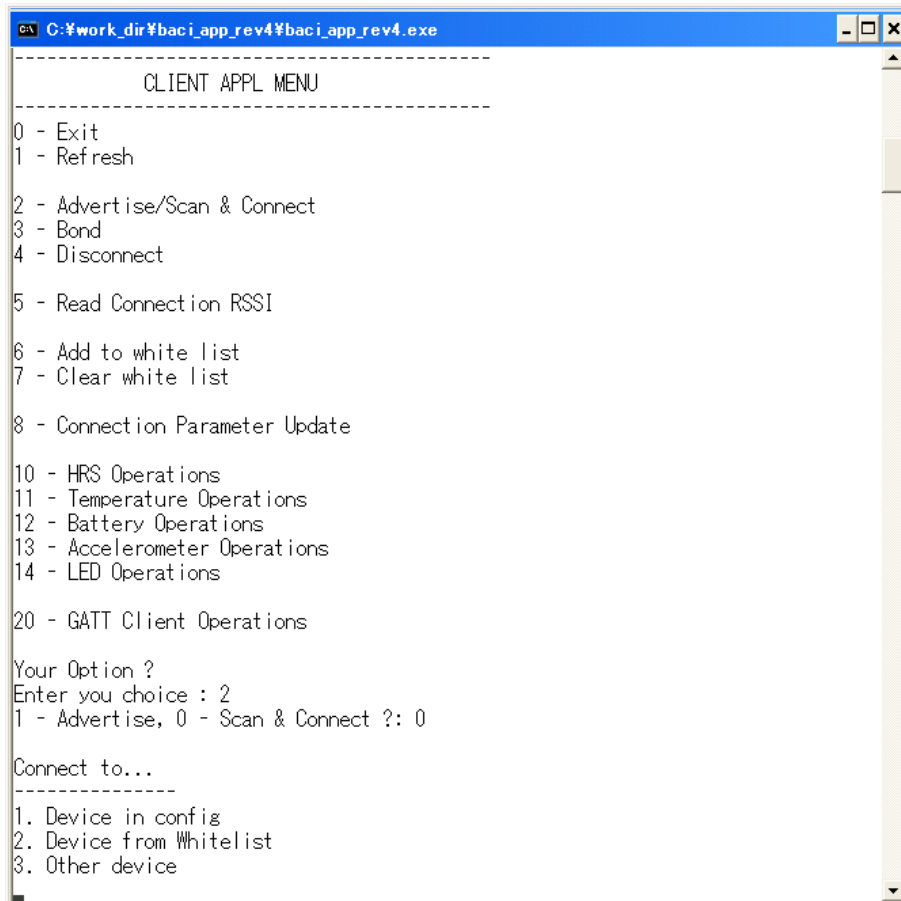 C:¥work_dir¥baci_app_rev4¥baci_app_rev4.exe
--------------------------------------------
CLIENT APPL MENU
--------------------------------------------
0 - Exit
1 - Refresh
2 - Advertise/Scan & Connect
3 - Bond
4 - Disconnect
5 - Read Connection RSSI
6 - Add to white list
7 - Clear white list
8 - Connection Parameter Update
10 - HRS Operations
11 - Temperature Operations
12 - Battery Operations
13 - Accelerometer Operations
14 - LED Operations
20 - GATT Client Operations
Your Option ?
Enter you choice : 2
1 - Advertise, 0 - Scan & Connect ?: 0
Connect to...
---------------
1. Device in config
2. Device from Whitelist
3. Other device